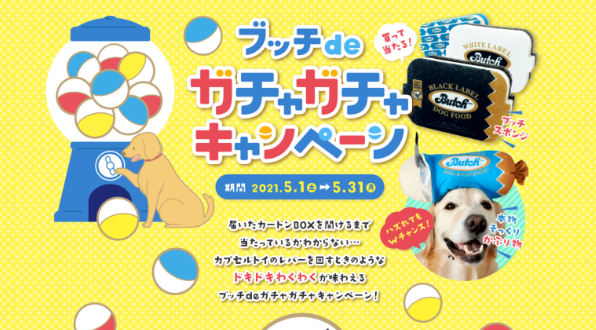 ブッチde
ガチャガチャ
キャンペーン
買って
当たる!
WHITE LABEL
Butch
BLACK LABEL
Butch
DOG FOOD
ブッチ
スポンジ
期間 2021.5.1土➡5.31月
Butch
ハズれても
Wチャンス!
本物
そっくり
かぶり物
届いたカートンBOXを開けるまで
当たっているかわからない…
カプセルトイのレバーを回すときのような
ドキドキわくわくが味わえる
ブッチdeガチャガチャキャンペーン!